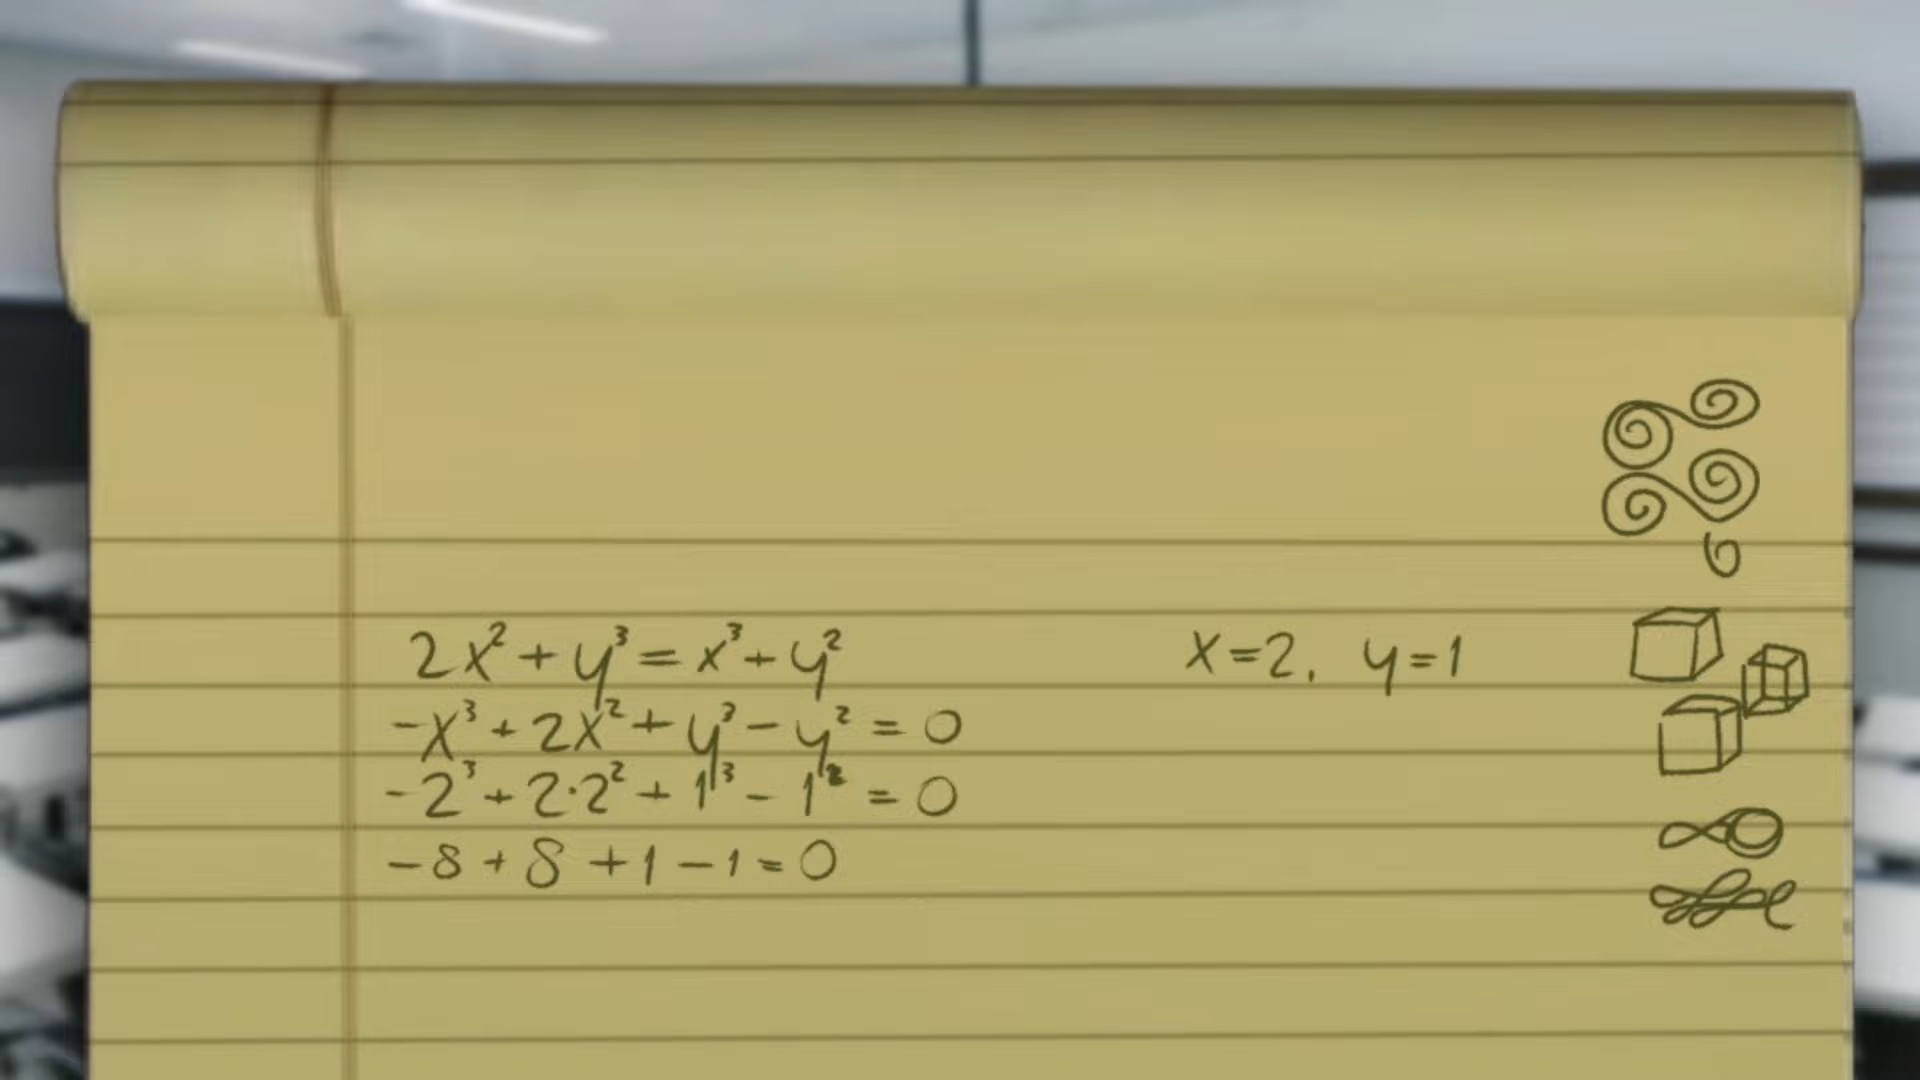 2x² + y³ = x³ + y²    x=2, y=1
-x³ + 2x² + y³ - y² = 0
-2³ + 2·2² + 1³ - 1² = 0
-8 + 8 + 1 - 1 = 0